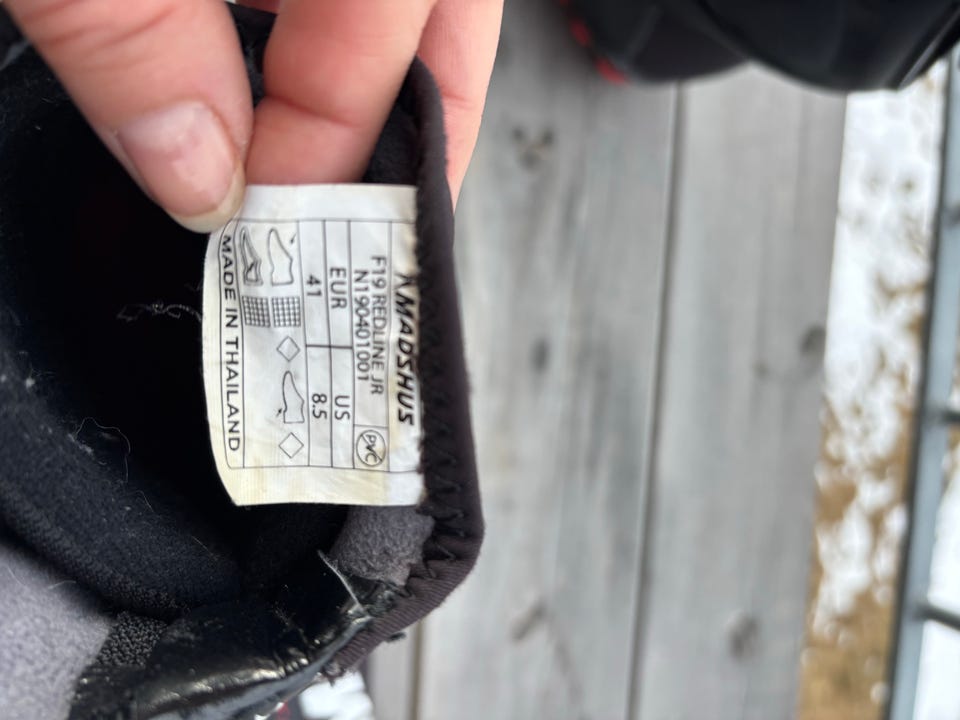 MADSHUS
F19 REDLINE JR
N190401001
PVC
EUR US
41 8.5
MADE IN THAILAND